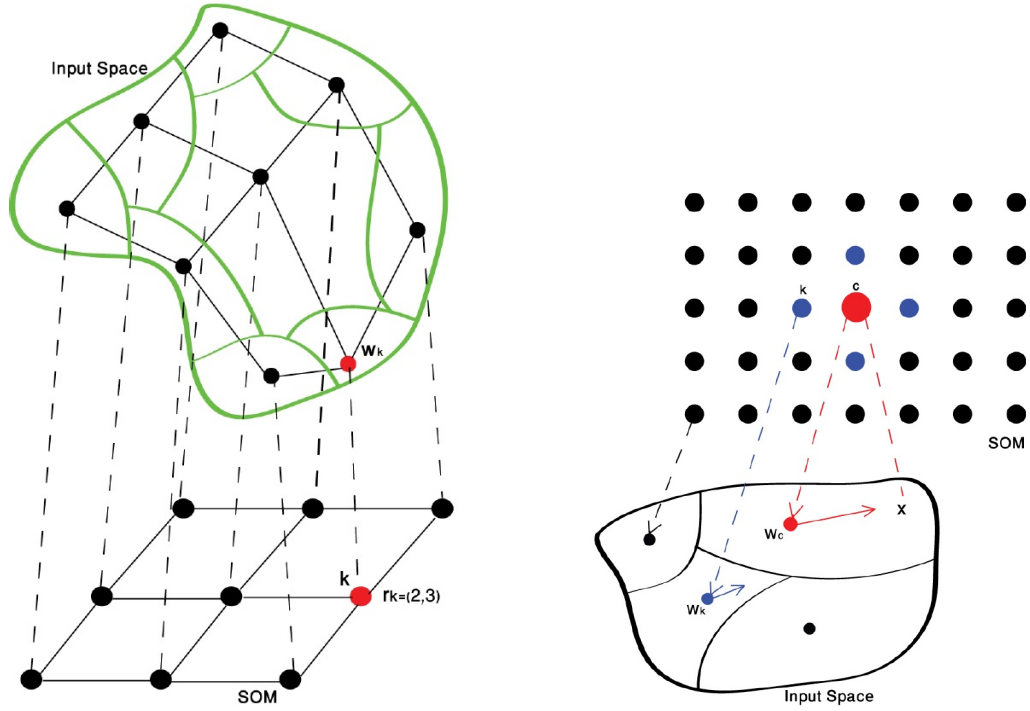 Input Space
Wk
k
rk=(2,3)
SOM
k
c
SOM
x
Wc
Wk
Input Space